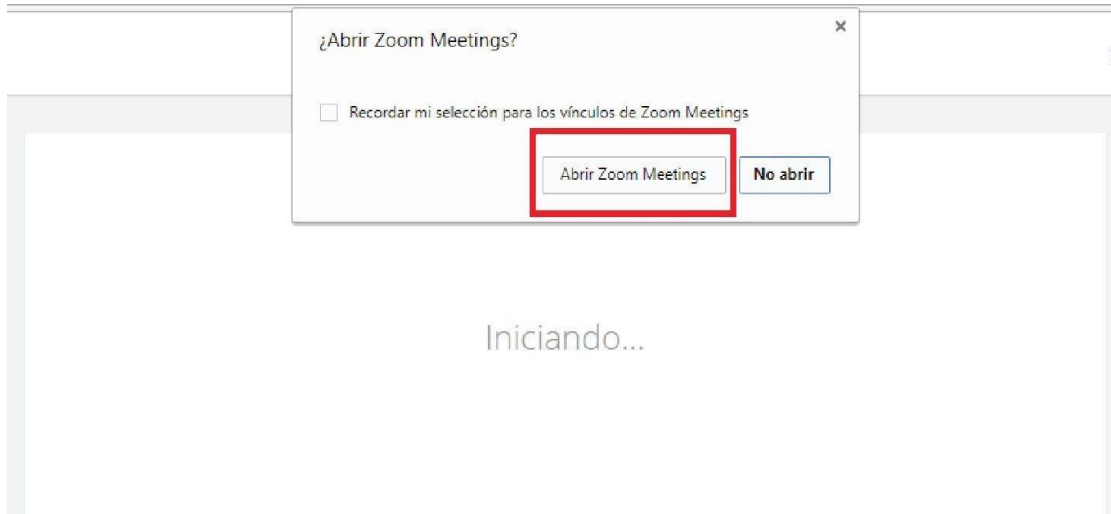 ¿Abrir Zoom Meetings?
Recordar mi selección para los vínculos de Zoom Meetings
Abrir Zoom Meetings
No abrir
Iniciando...